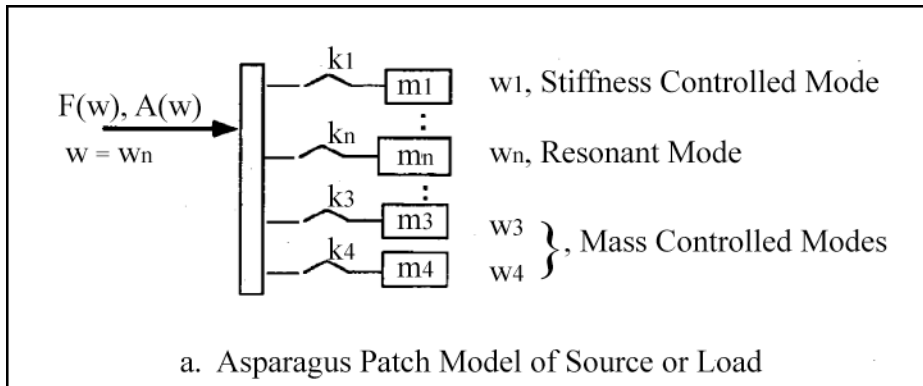 k1
m1
w1, Stiffness Controlled Mode
F(w), A(w)
w = wn
kn
mn
wn, Resonant Mode
k3
m3
w3
k4
m4
w4
}, Mass Controlled Modes
a. Asparagus Patch Model of Source or Load